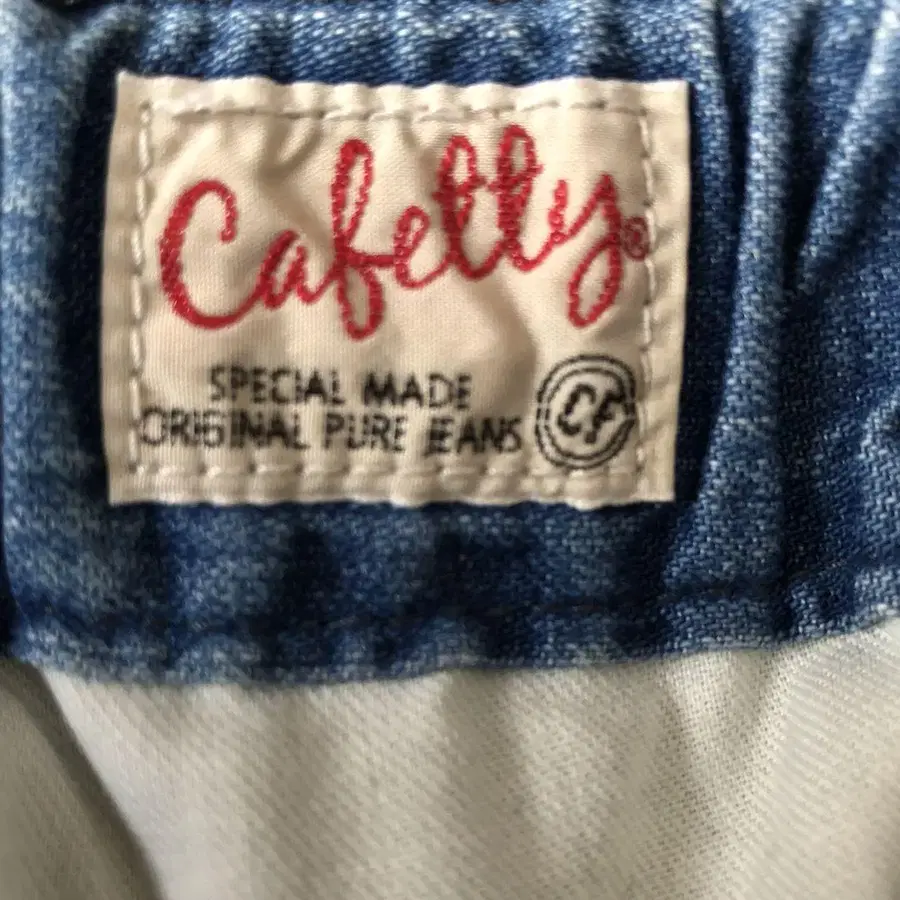 Cafetty®
SPECIAL MADE
ORIGINAL PURE JEANS
CF